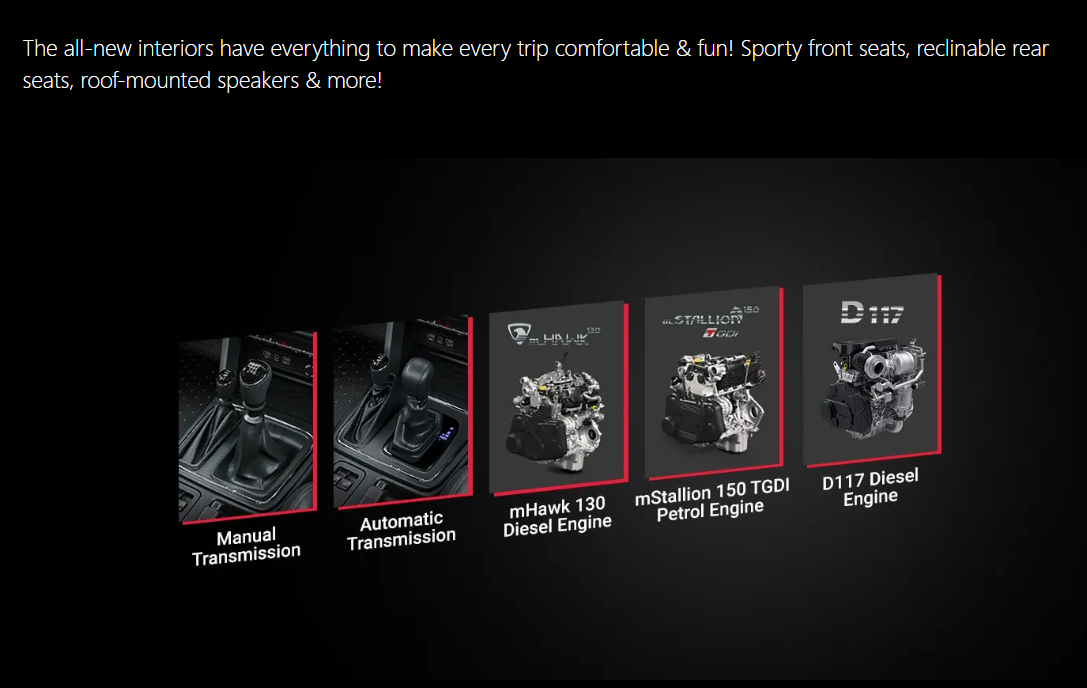 The all-new interiors have everything to make every trip comfortable & fun! Sporty front seats, reclinable rear
seats, roof-mounted speakers & more!
mHAWK 130
mSTALLION 150
TGDI
D117
Manual
Transmission
Automatic
Transmission
mHawk 130
Diesel Engine
mStallion 150 TGDI
Petrol Engine
D117 Diesel
Engine